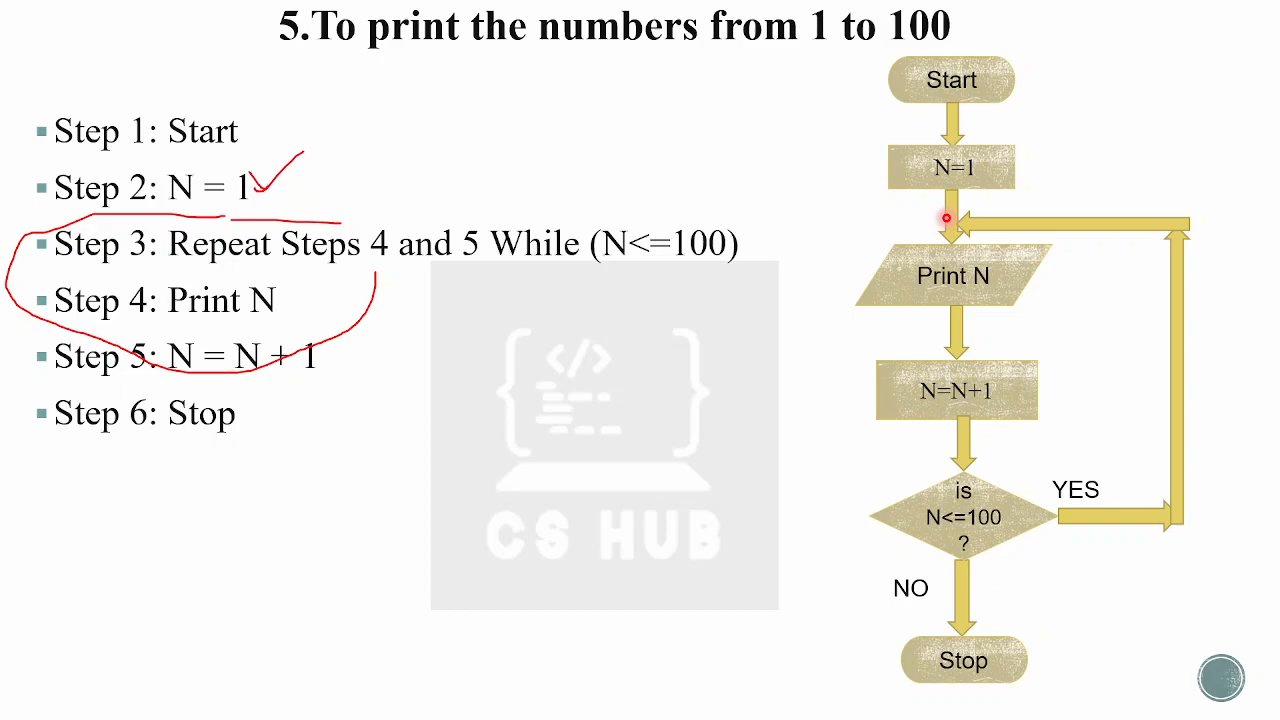 5.To print the numbers from 1 to 100
Step 1: Start
Step 2: N = 1
Step 3: Repeat Steps 4 and 5 While (N<=100)
Step 4: Print N
Step 5: N = N + 1
Step 6: Stop
Start
N=1
Print N
N=N+1
is
N<=100
?
YES
NO
Stop
</>
CS HUB